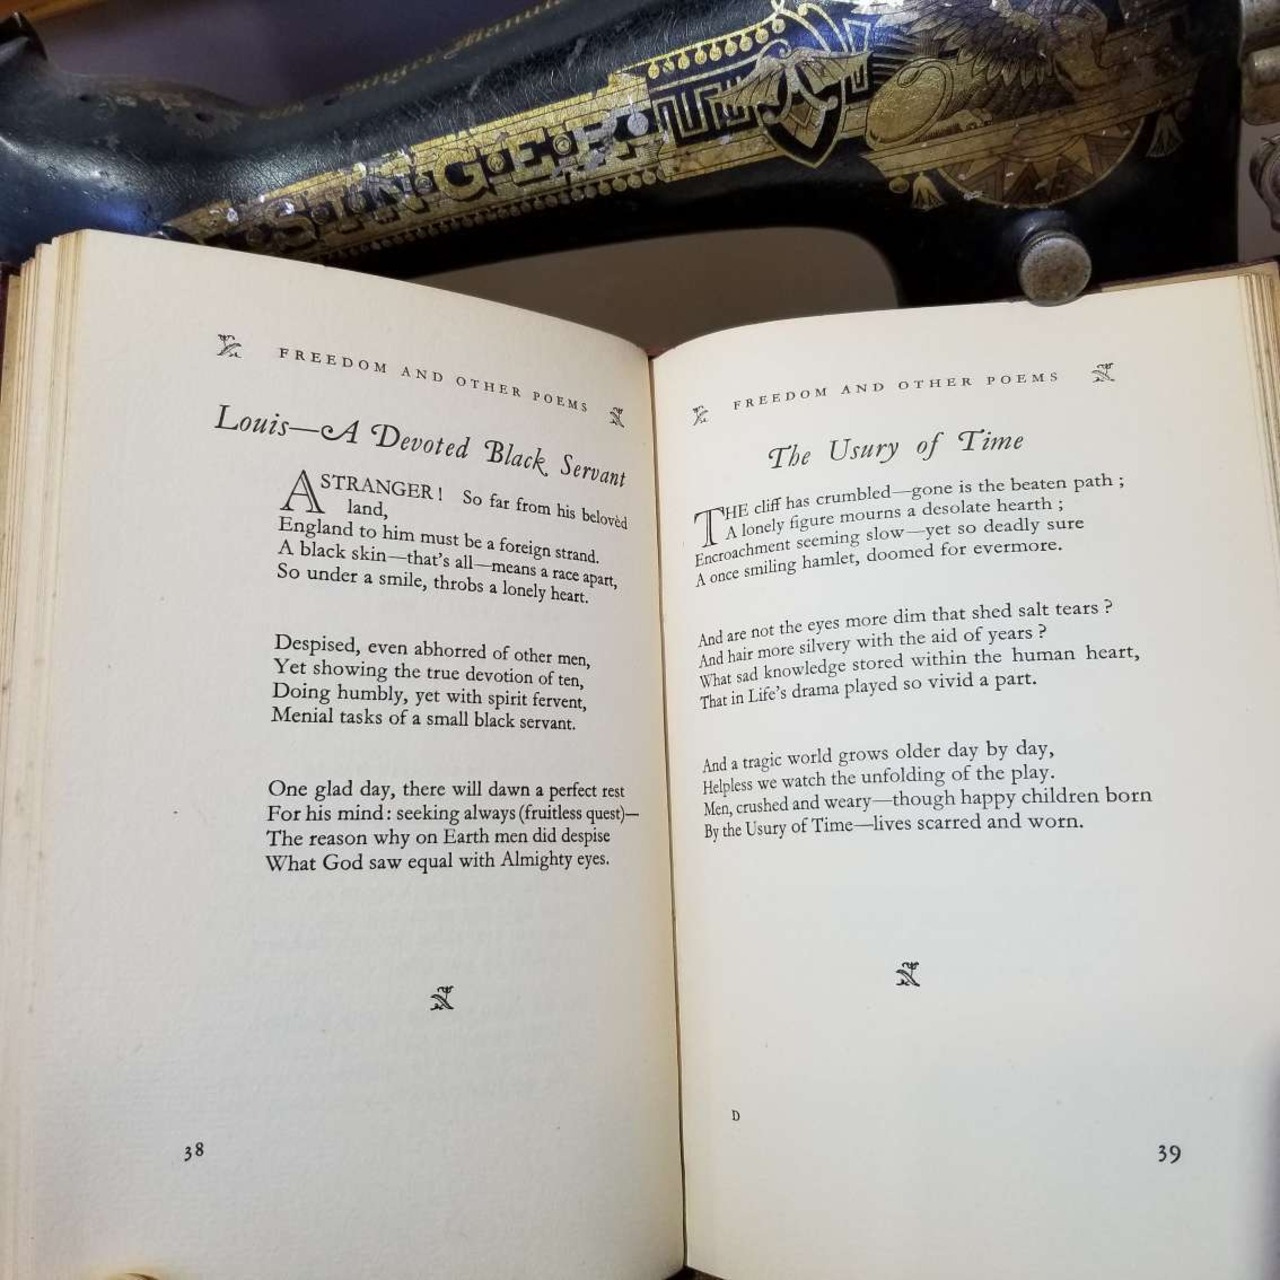 S·I·N·G·E·R·
FREEDOM AND OTHER POEMS
Louis—A Devoted Black Servant
A STRANGER! So far from his belovèd
land,
England to him must be a foreign strand.
A black skin—that's all—means a race apart,
So under a smile, throbs a lonely heart.
Despised, even abhorred of other men,
Yet showing the true devotion of ten,
Doing humbly, yet with spirit fervent,
Menial tasks of a small black servant.
One glad day, there will dawn a perfect rest
For his mind: seeking always (fruitless quest)—
The reason why on Earth men did despise
What God saw equal with Almighty eyes.
38
FREEDOM AND OTHER POEMS
The Usury of Time
THE cliff has crumbled—gone is the beaten path;
A lonely figure mourns a desolate hearth;
Encroachment seeming slow—yet so deadly sure
A once smiling hamlet, doomed for evermore.
And are not the eyes more dim that shed salt tears?
And hair more silvery with the aid of years?
What sad knowledge stored within the human heart,
That in Life's drama played so vivid a part.
And a tragic world grows older day by day,
Helpless we watch the unfolding of the play.
Men, crushed and weary—though happy children born
By the Usury of Time—lives scarred and worn.
D
39